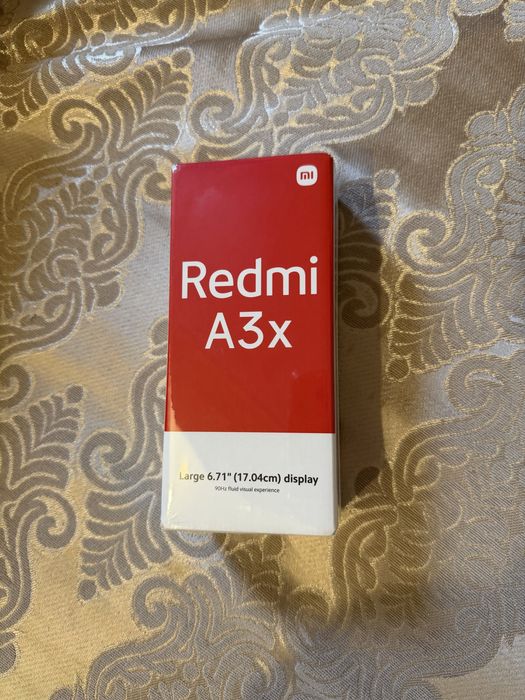 mi
Redmi
A3x
Large 6.71" (17.04cm) display
90Hz fluid visual experience